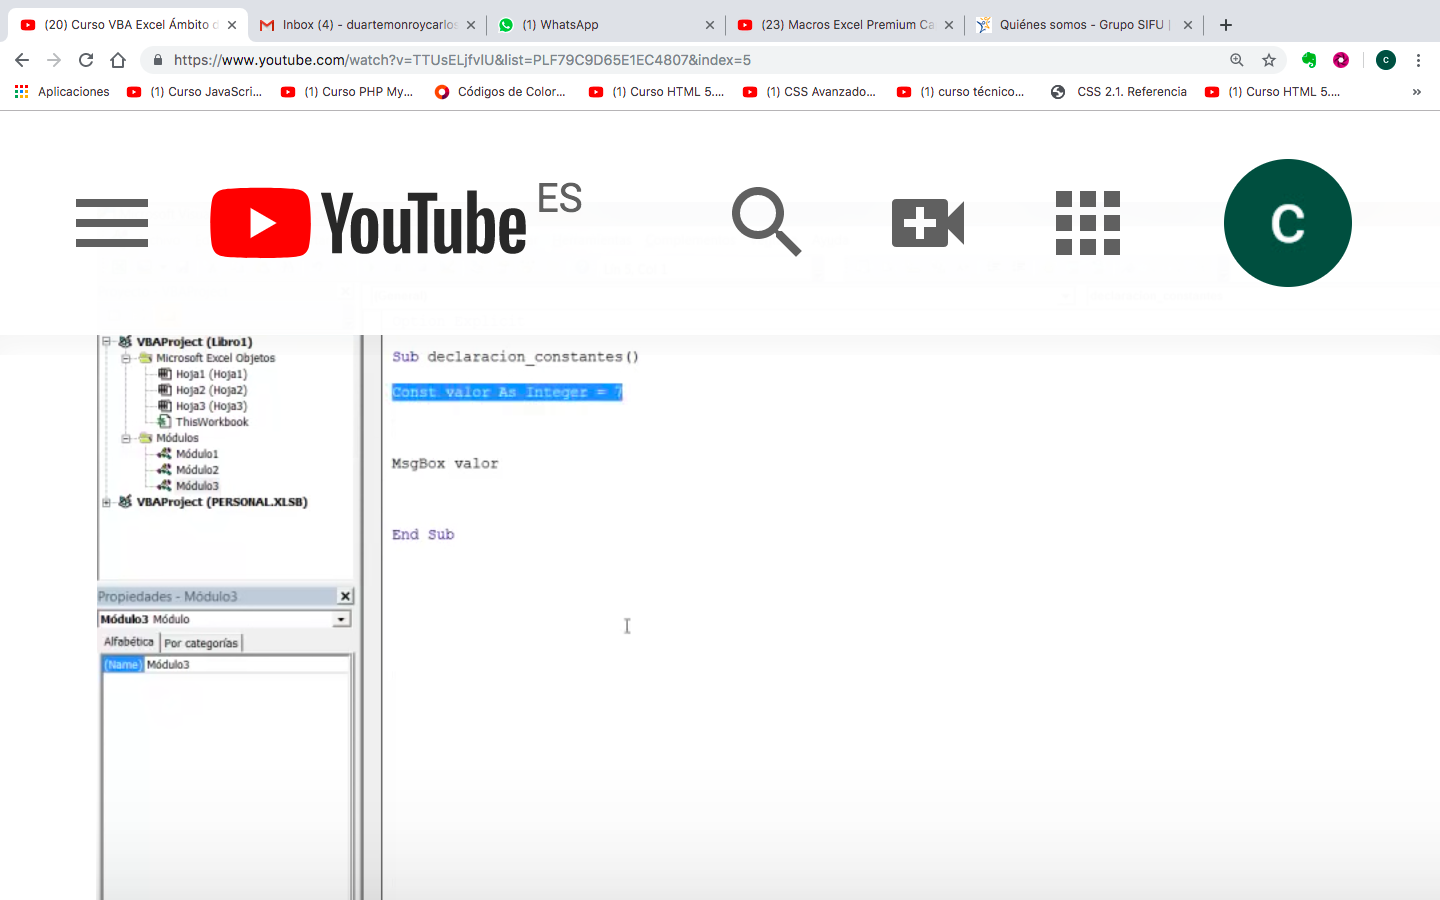 (20) Curso VBA Excel Ámbito d
Inbox (4) - duartemonroycarlos
(1) WhatsApp
(23) Macros Excel Premium Ca
Quiénes somos - Grupo SIFU |
https://www.youtube.com/watch?v=TTUsELjfvlU&list=PLF79C9D65E1EC4807&index=5
Aplicaciones
(1) Curso JavaScri...
(1) Curso PHP My...
Códigos de Color...
(1) Curso HTML 5....
(1) CSS Avanzado...
(1) curso técnico...
CSS 2.1. Referencia
(1) Curso HTML 5....
»
YouTube ES
C
VBAProject (Libro1)
Microsoft Excel Objetos
Hoja1 (Hoja1)
Hoja2 (Hoja2)
Hoja3 (Hoja3)
ThisWorkbook
Módulos
Módulo1
Módulo2
Módulo3
VBAProject (PERSONAL.XLSB)
Propiedades - Módulo3
Módulo3 Módulo
Alfabética Por categorías
(Name) Módulo3
Sub declaracion_constantes()
Const valor As Integer = 7
MsgBox valor
End Sub